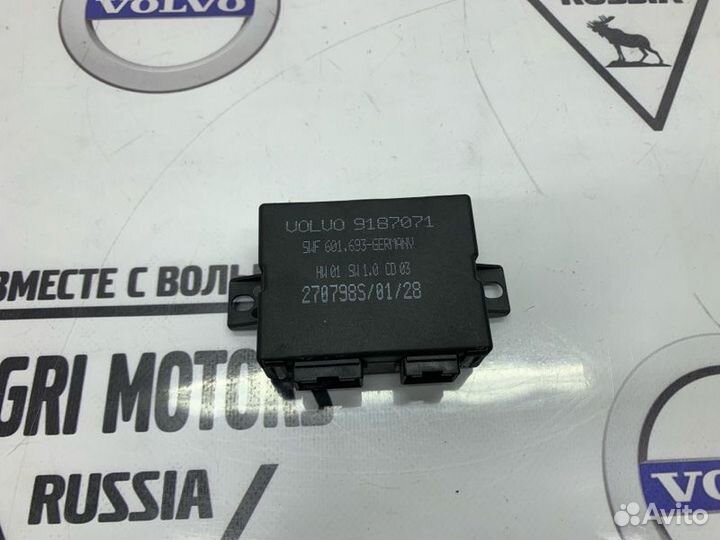 VOLVO
RUSSIA
VOLVO 9187071
SWF 601.693-GERMANY
HW 01 SW 1.0 CD 03
270798S/01/28
ВМЕСТЕ С
GRI MOTORS
RUSSIA
VOLVO
Avito